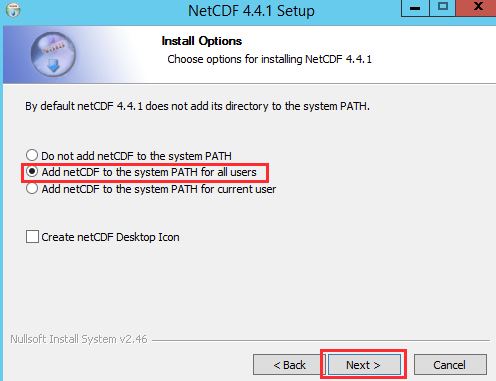 NetCDF 4.4.1 Setup
Install Options
Choose options for installing NetCDF 4.4.1
By default netCDF 4.4.1 does not add its directory to the system PATH.
Do not add netCDF to the system PATH
Add netCDF to the system PATH for all users
Add netCDF to the system PATH for current user
Create netCDF Desktop Icon
Nullsoft Install System v2.46
< Back Next > Cancel